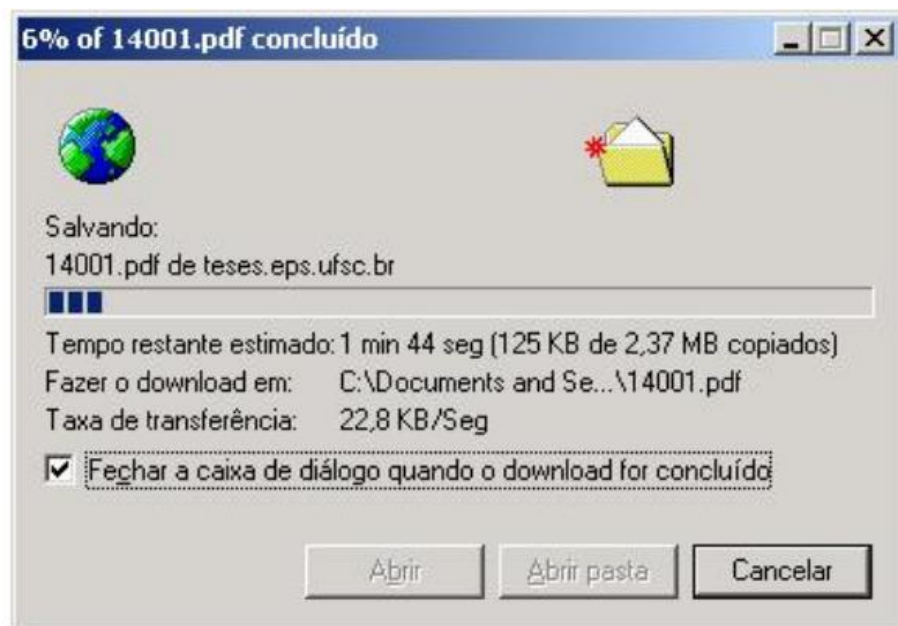 6% of 14001.pdf concluído
Salvando:
14001.pdf de teses.eps.ufsc.br
Tempo restante estimado: 1 min 44 seg (125 KB de 2,37 MB copiados)
Fazer o download em: C:\Documents and Se...\14001.pdf
Taxa de transferência: 22,8 KB/Seg
Fechar a caixa de diálogo quando o download for concluído
Abrir Abrir pasta Cancelar